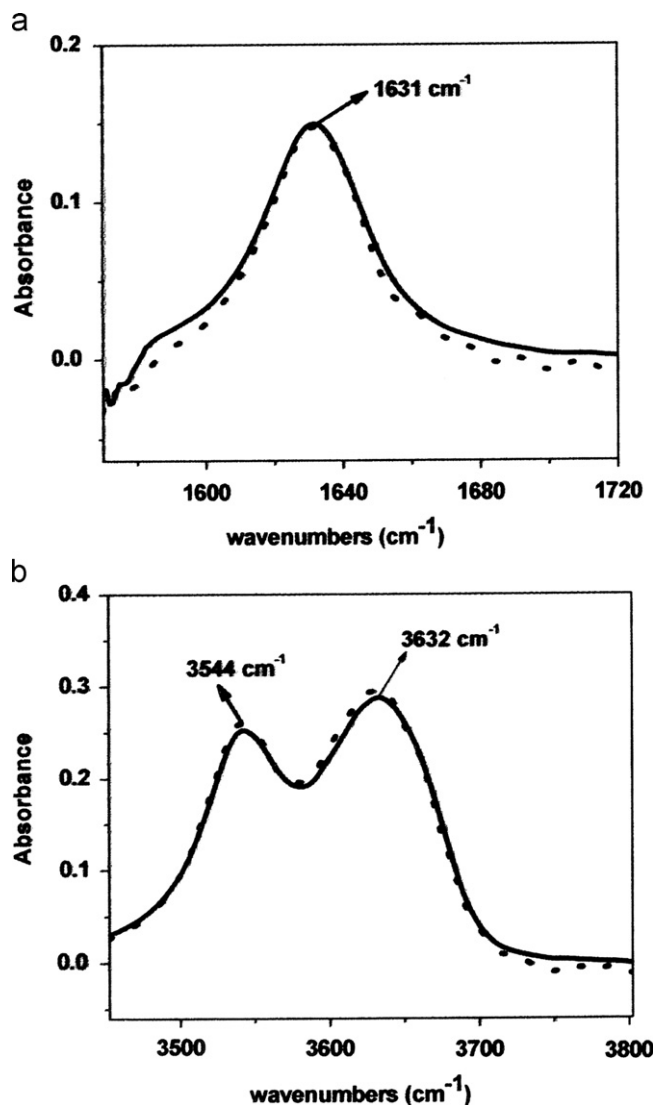 a
0.2
1631 cm⁻¹
0.1
Absorbance
0.0
1600 1640 1680 1720
wavenumbers (cm⁻¹)
b
0.4
3632 cm⁻¹
3544 cm⁻¹
0.3
0.2
Absorbance
0.1
0.0
3500 3600 3700 3800
wavenumbers (cm⁻¹)